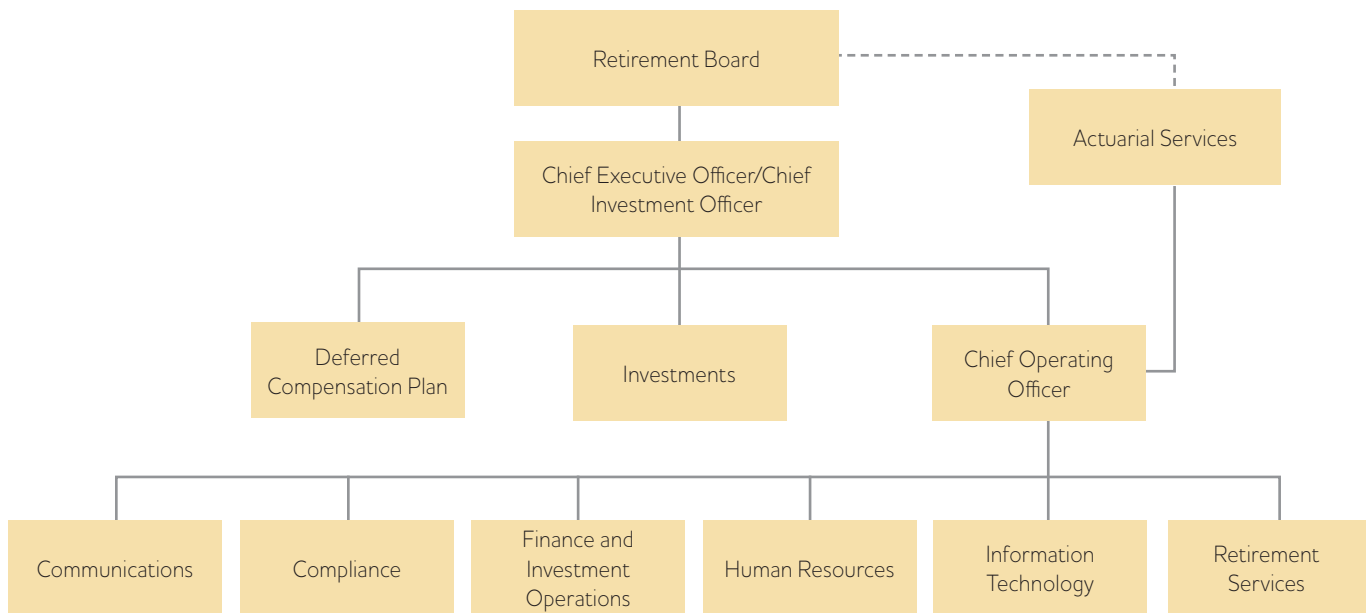 Retirement Board
Actuarial Services
Chief Executive Officer/Chief
Investment Officer
Deferred
Compensation Plan
Investments
Chief Operating
Officer
Communications
Compliance
Finance and
Investment
Operations
Human Resources
Information
Technology
Retirement
Services